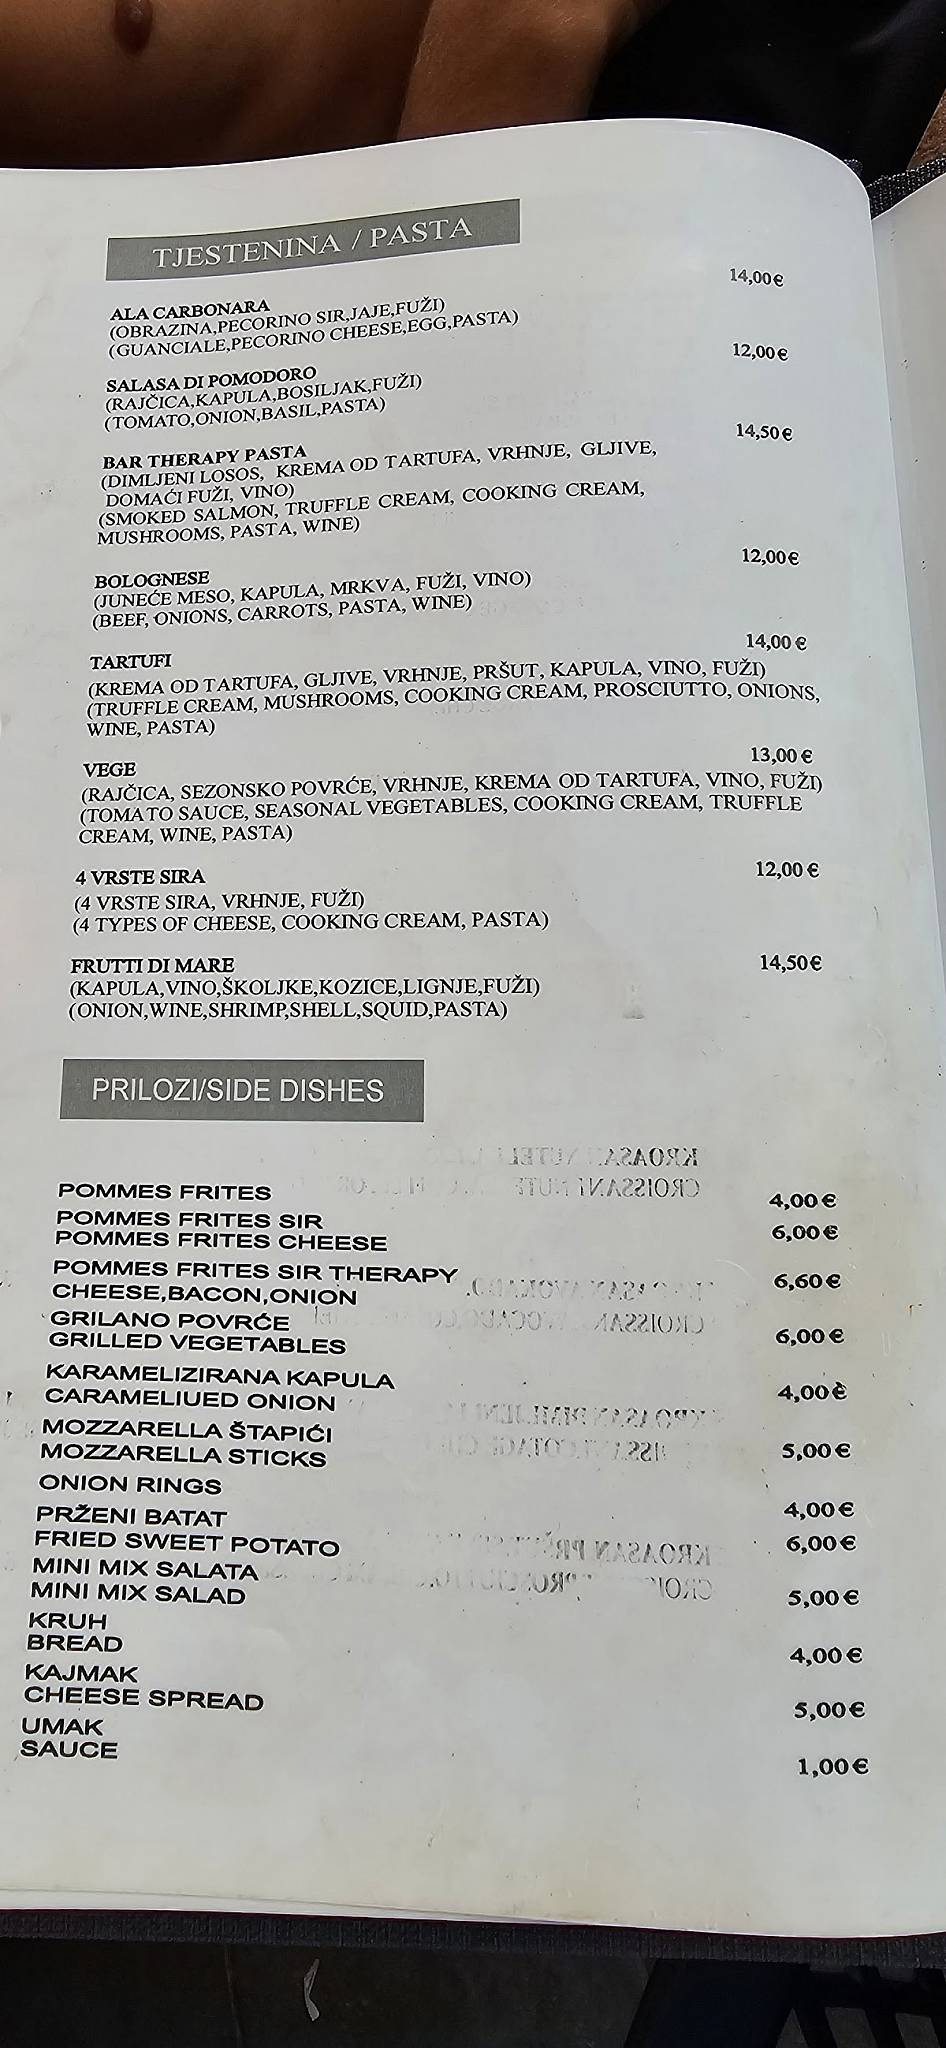 TJESTENINA / PASTA
ALA CARBONARA 14,00€
(OBRAZINA,PECORINO SIR,JAJE,FUŽI)
(GUANCIALE,PECORINO CHEESE,EGG,PASTA)
SALASA DI POMODORO 12,00€
(RAJČICA,KAPULA,BOSILJAK,FUŽI)
(TOMATO,ONION,BASIL,PASTA)
BAR THERAPY PASTA 14,50€
(DIMLJENI LOSOS, KREMA OD TARTUFA, VRHNJE, GLJIVE,
DOMAĆI FUŽI, VINO)
(SMOKED SALMON, TRUFFLE CREAM, COOKING CREAM,
MUSHROOMS, PASTA, WINE)
BOLOGNESE 12,00€
(JUNEĆE MESO, KAPULA, MRKVA, FUŽI, VINO)
(BEEF, ONIONS, CARROTS, PASTA, WINE)
TARTUFI 14,00 €
(KREMA OD TARTUFA, GLJIVE, VRHNJE, PRŠUT, KAPULA, VINO, FUŽI)
(TRUFFLE CREAM, MUSHROOMS, COOKING CREAM, PROSCIUTTO, ONIONS,
WINE, PASTA)
VEGE 13,00 €
(RAJČICA, SEZONSKO POVRĆE, VRHNJE, KREMA OD TARTUFA, VINO, FUŽI)
(TOMATO SAUCE, SEASONAL VEGETABLES, COOKING CREAM, TRUFFLE
CREAM, WINE, PASTA)
4 VRSTE SIRA 12,00 €
(4 VRSTE SIRA, VRHNJE, FUŽI)
(4 TYPES OF CHEESE, COOKING CREAM, PASTA)
FRUTTI DI MARE 14,50€
(KAPULA,VINO,ŠKOLJKE,KOZICE,LIGNJE,FUŽI)
(ONION,WINE,SHRIMP,SHELL,SQUID,PASTA)
PRILOZI/SIDE DISHES
POMMES FRITES 4,00€
POMMES FRITES SIR 6,00€
POMMES FRITES CHEESE
POMMES FRITES SIR THERAPY 6,60€
CHEESE,BACON,ONION
GRILANO POVRĆE 6,00€
GRILLED VEGETABLES
KARAMELIZIRANA KAPULA 4,00€
CARAMELIUED ONION
MOZZARELLA ŠTAPIĆI 5,00€
MOZZARELLA STICKS
ONION RINGS 4,00€
PRŽENI BATAT 6,00€
FRIED SWEET POTATO
MINI MIX SALATA 5,00€
MINI MIX SALAD
KRUH 4,00€
BREAD
KAJMAK 5,00€
CHEESE SPREAD
UMAK 1,00€
SAUCE